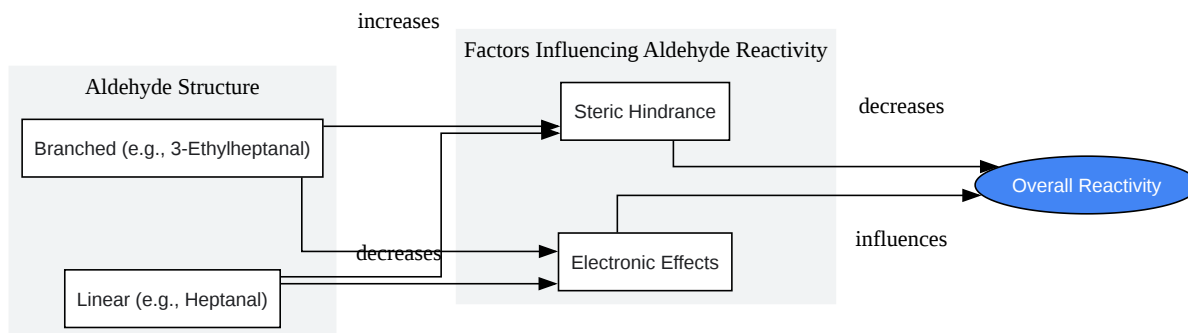 increases
Factors Influencing Aldehyde Reactivity
Aldehyde Structure
Steric Hindrance
decreases
Branched (e.g., 3-Ethylheptanal)
Overall Reactivity
decreases
influences
Electronic Effects
Linear (e.g., Heptanal)